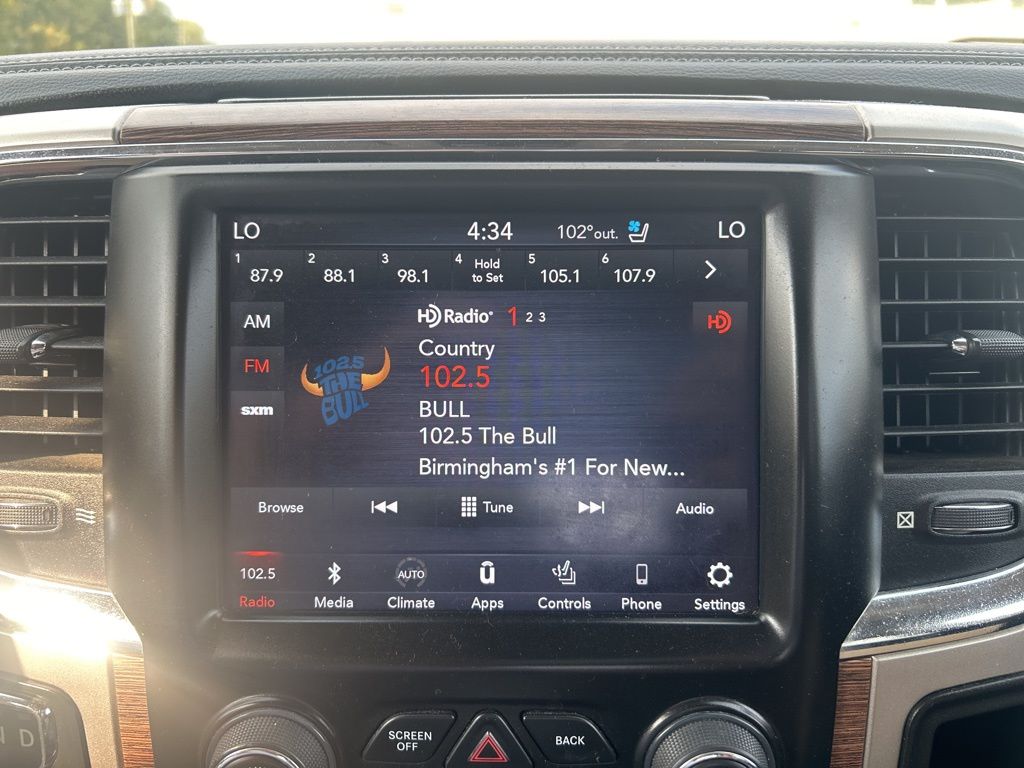 LO 4:34 102° out. LO
1 87.9 2 88.1 3 98.1 4 Hold to Set 5 105.1 6 107.9 >
AM
FM
sxm
HD Radio 1 2 3
HD
Country
102.5
102.5
THE
BULL
BULL
102.5 The Bull
Birmingham's #1 For New...
Browse Tune Audio
102.5 AUTO
Radio Media Climate Apps Controls Phone Settings
SCREEN
OFF
BACK
N D